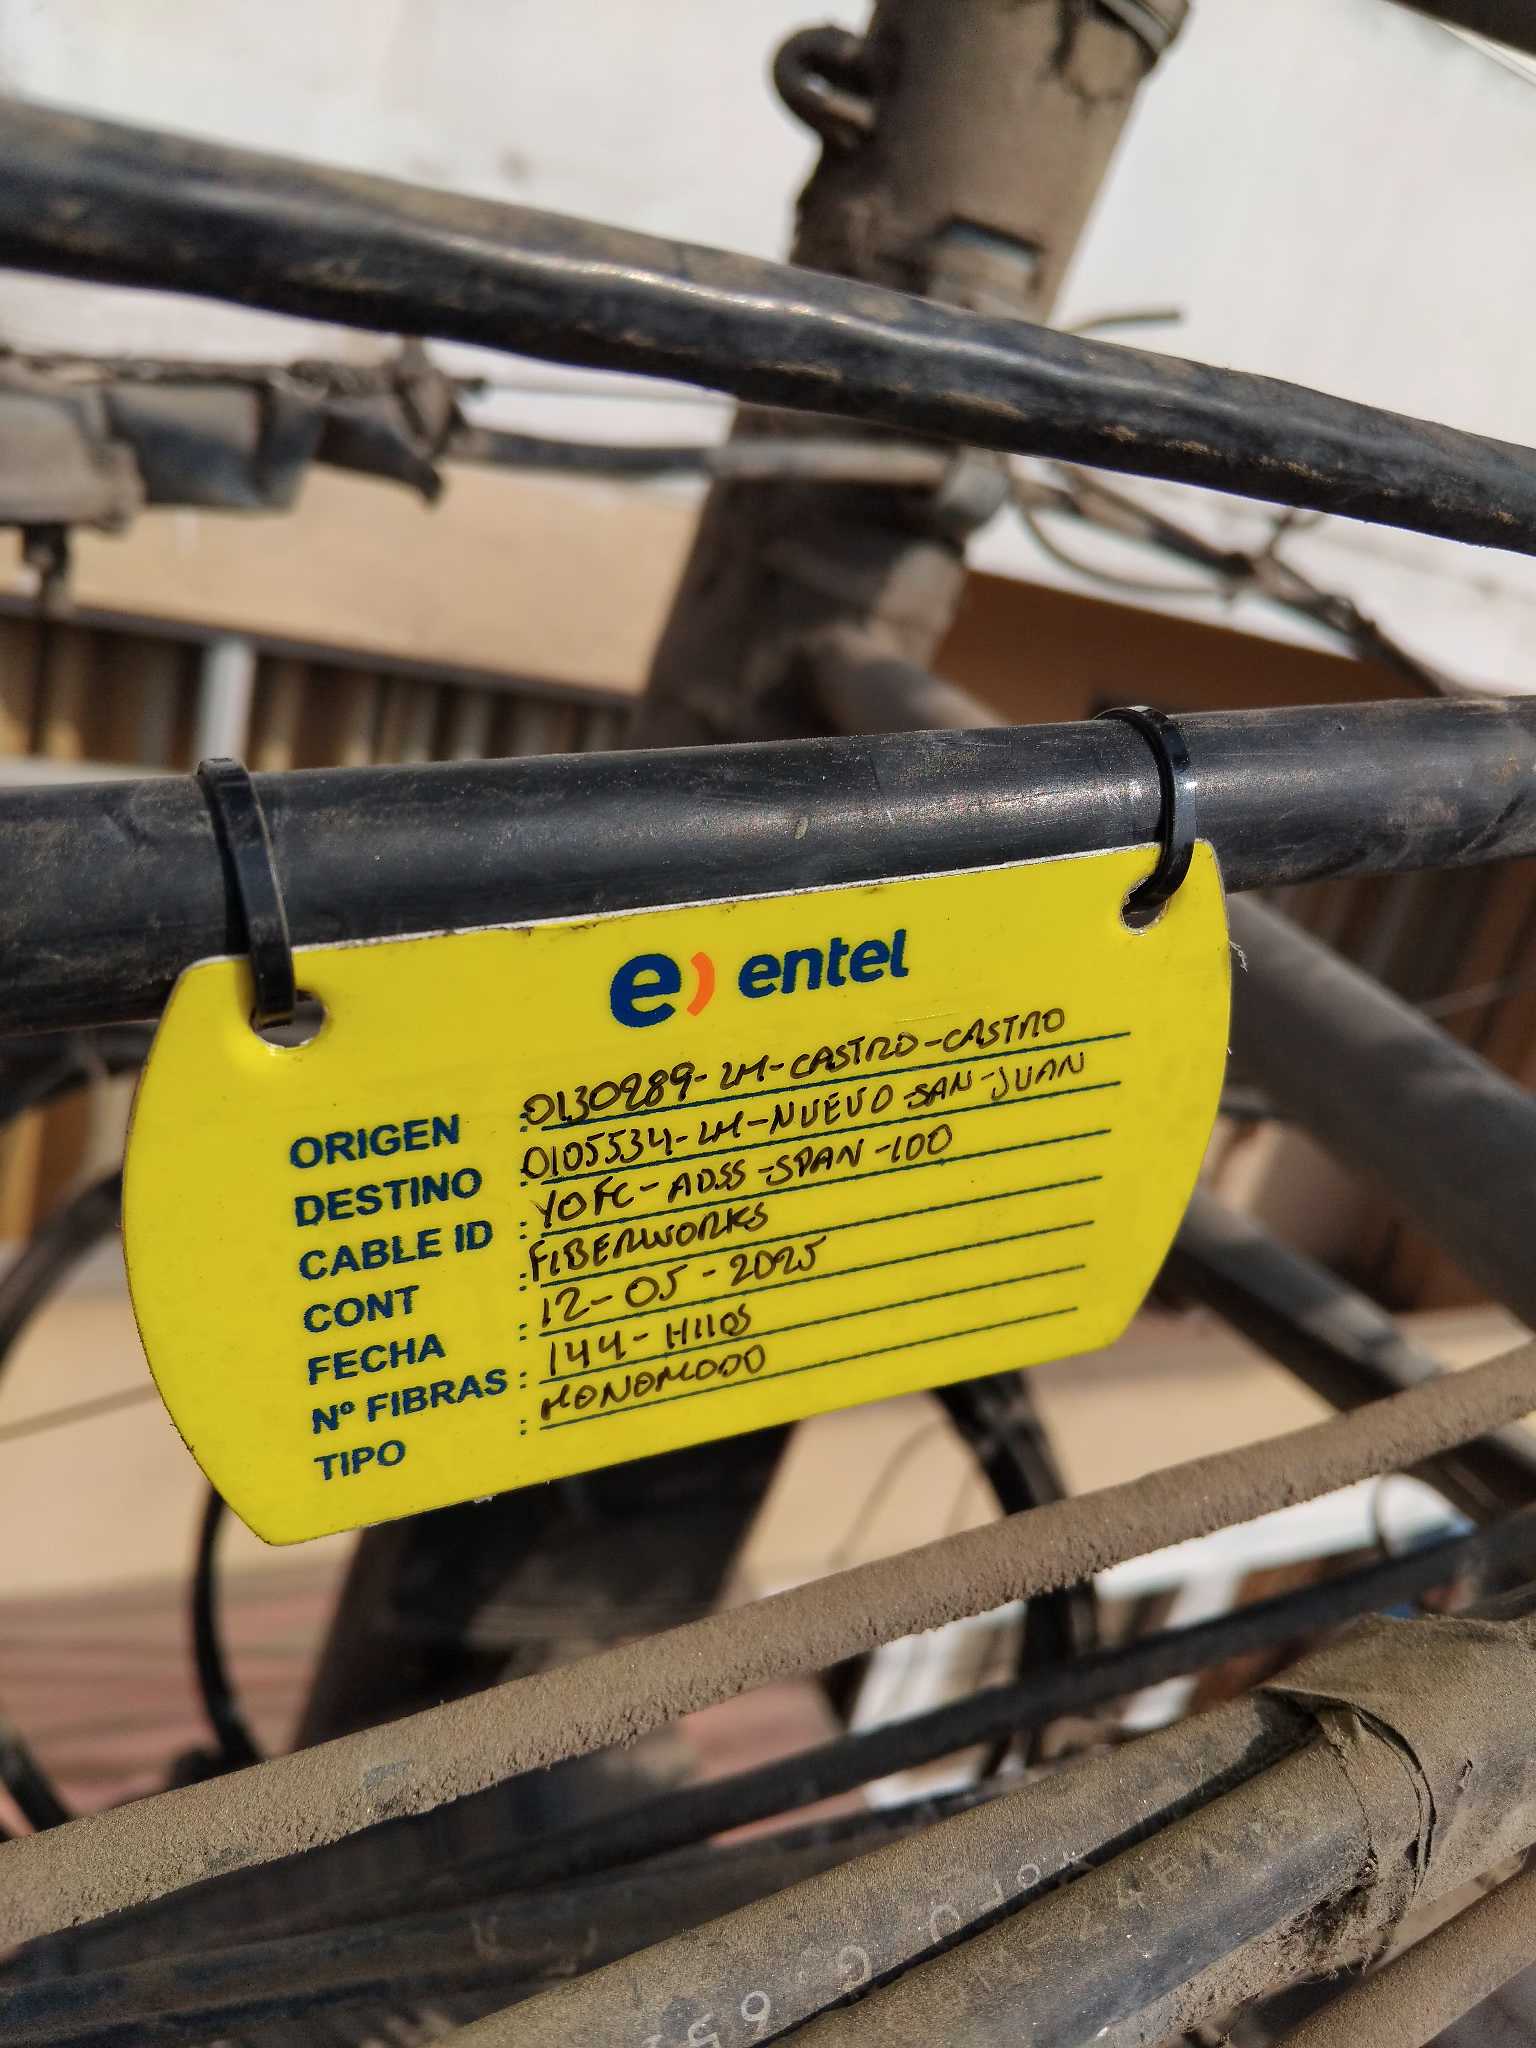 e) entel
ORIGEN : 0130289-LM-CASTRO-CASTRO
DESTINO : 0105534-LM-NUEVO-SAN-JUAN
CABLE ID : YOFC-ADSS-SPAN-100
CONT : FIBERWORKS
FECHA : 12-05-2025
Nº FIBRAS : 144-HIlOS
TIPO : MONOMODO